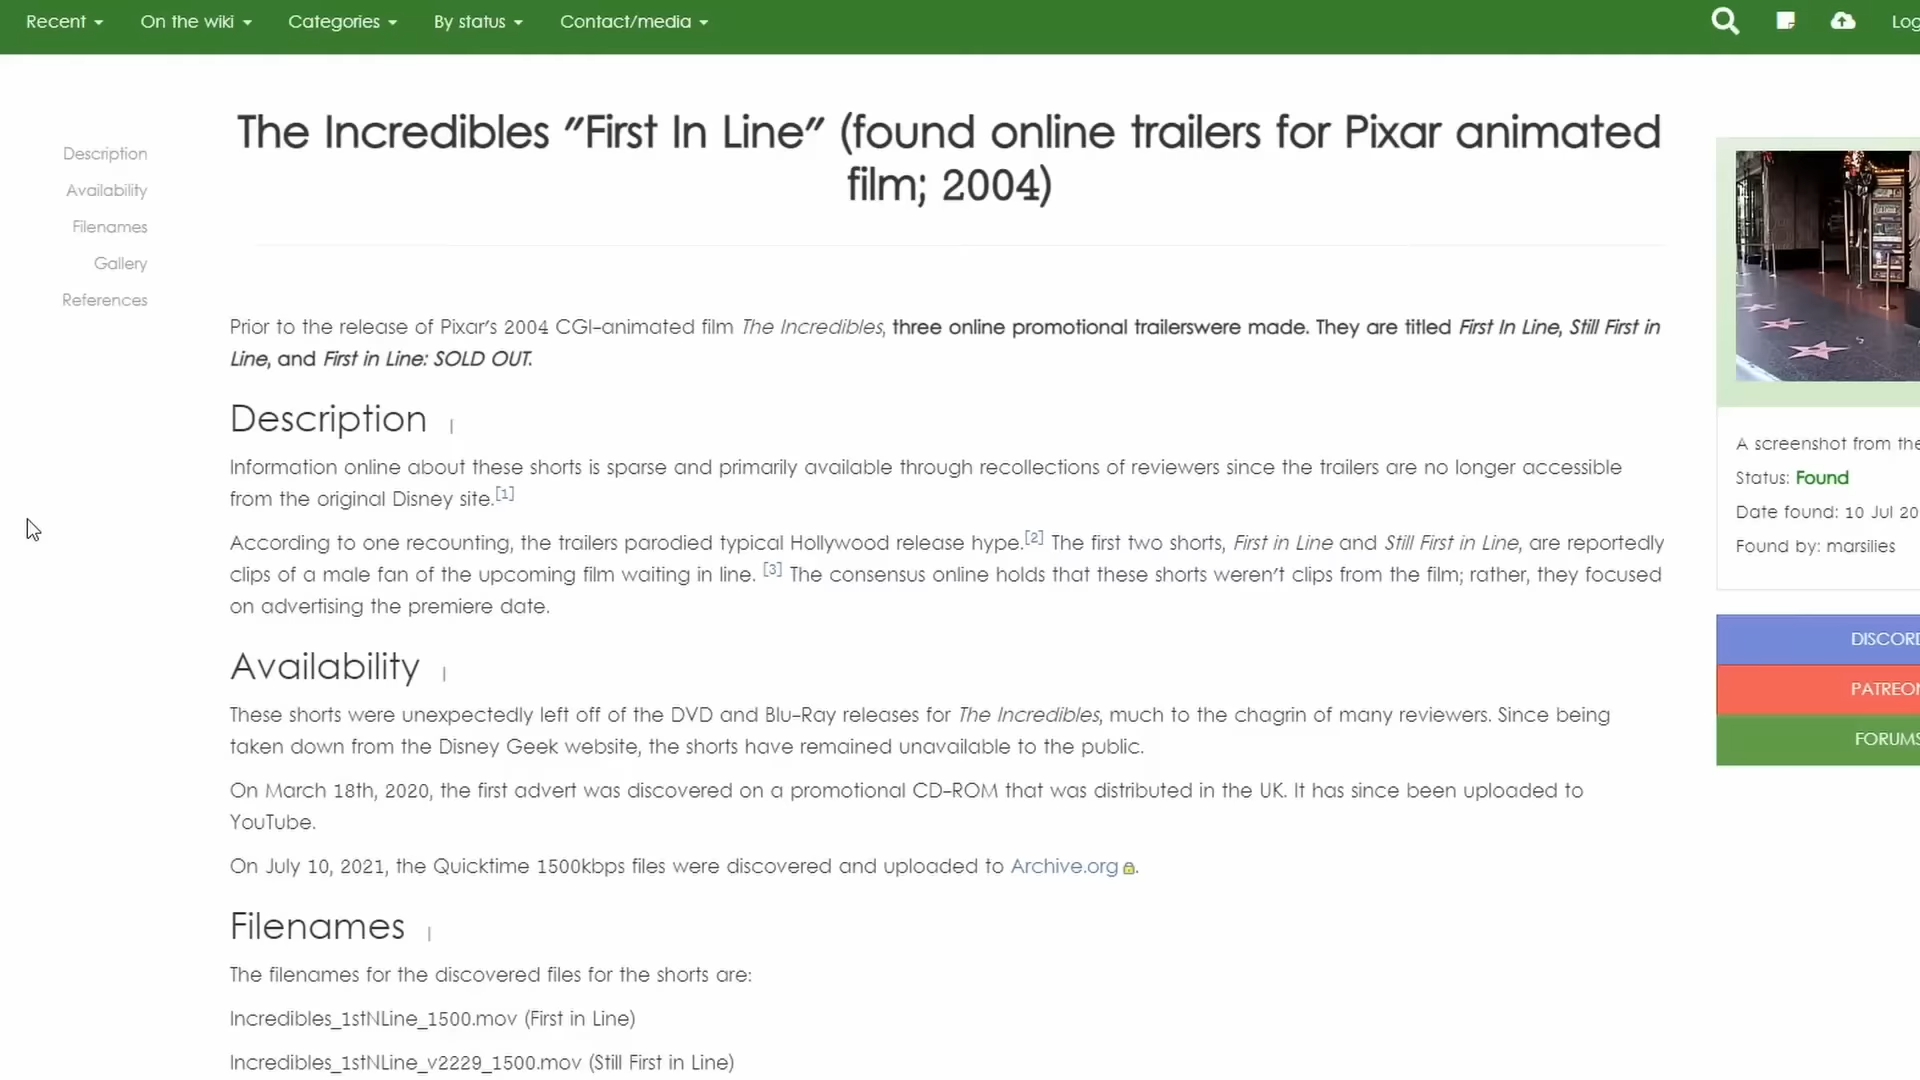 Recent On the wiki Categories By status Contact/media
The Incredibles "First In Line" (found online trailers for Pixar animated
film; 2004)
Description
Availability
Filenames
Gallery
References
Prior to the release of Pixar's 2004 CGI-animated film The Incredibles, three online promotional trailerswere made. They are titled First In Line, Still First in
Line, and First in Line: SOLD OUT.
Description
Information online about these shorts is sparse and primarily available through recollections of reviewers since the trailers are no longer accessible
from the original Disney site.[1]
According to one recounting, the trailers parodied typical Hollywood release hype.[2] The first two shorts, First in Line and Still First in Line, are reportedly
clips of a male fan of the upcoming film waiting in line. [3] The consensus online holds that these shorts weren't clips from the film; rather, they focused
on advertising the premiere date.
Availability
These shorts were unexpectedly left off of the DVD and Blu-Ray releases for The Incredibles, much to the chagrin of many reviewers. Since being
taken down from the Disney Geek website, the shorts have remained unavailable to the public.
On March 18th, 2020, the first advert was discovered on a promotional CD-ROM that was distributed in the UK. It has since been uploaded to
YouTube.
On July 10, 2021, the Quicktime 1500kbps files were discovered and uploaded to Archive.org.
Filenames
The filenames for the discovered files for the shorts are:
Incredibles_1stNLine_1500.mov (First in Line)
Incredibles_1stNLine_v2229_1500.mov (Still First in Line)
A screenshot from the
Status: Found
Date found: 10 Jul 20
Found by: marsilies
DISCORD
PATREON
FORUMS